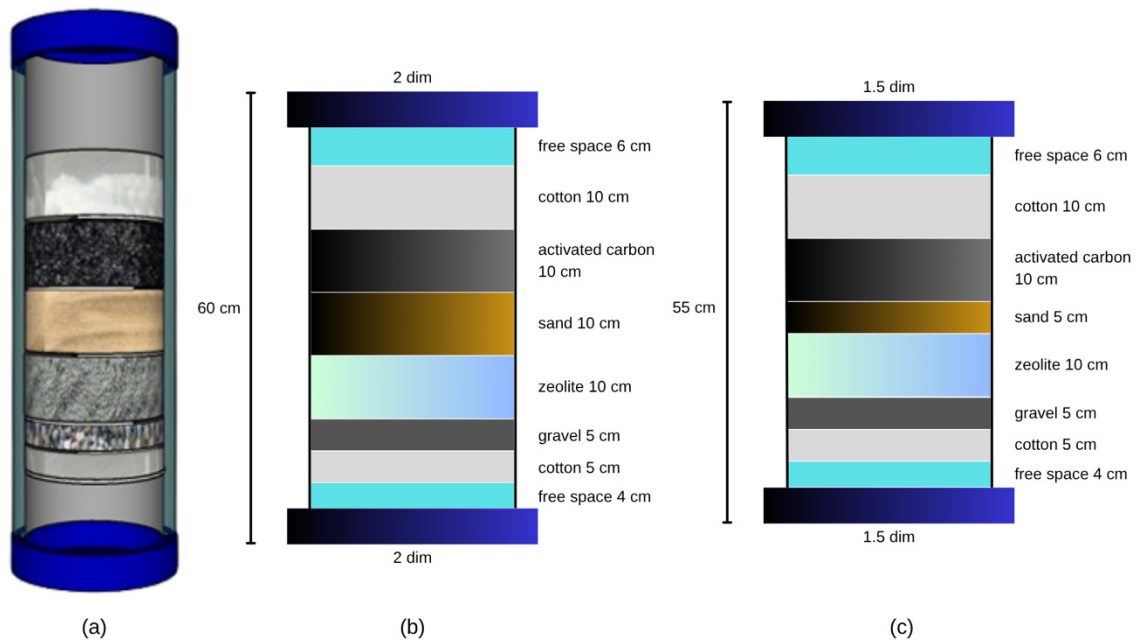 2 dim
60 cm
free space 6 cm
cotton 10 cm
activated carbon
10 cm
sand 10 cm
zeolite 10 cm
gravel 5 cm
cotton 5 cm
free space 4 cm
2 dim
1.5 dim
55 cm
free space 6 cm
cotton 10 cm
activated carbon
10 cm
sand 5 cm
zeolite 10 cm
gravel 5 cm
cotton 5 cm
free space 4 cm
1.5 dim
(a)
(b)
(c)